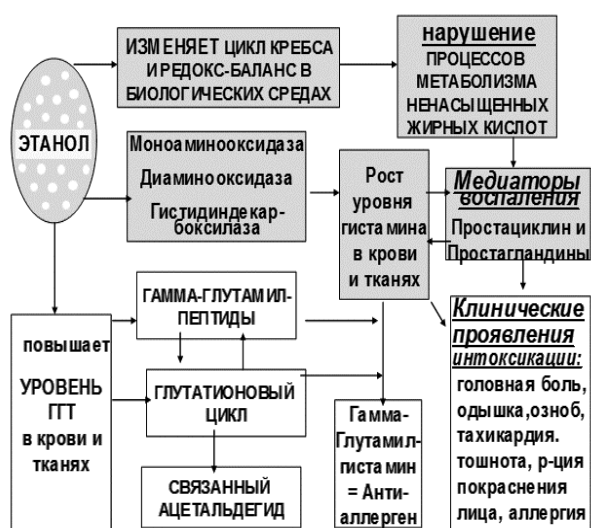 ЭТАНОЛ
ИЗМЕНЯЕТ ЦИКЛ КРЕБСА
И РЕДОКС-БАЛАНС В
БИОЛОГИЧЕСКИХ СРЕДАХ
нарушение
ПРОЦЕССОВ
МЕТАБОЛИЗМА
НЕНАСЫЩЕННЫХ
ЖИРНЫХ КИСЛОТ
Моноаминооксидаза
Диаминооксидаза
Гистидиндекар-
боксилаза
Рост
уровня
гистамина
в крови
и тканях
Медиаторы
воспаления
Простациклин и
Простагландины
повышает
УРОВЕНЬ
ГГТ
в крови и
тканях
ГАММА-ГЛУТАМИЛ-
ПЕПТИДЫ
ГЛУТАТИОНОВЫЙ
ЦИКЛ
СВЯЗАННЫЙ
АЦЕТАЛЬДЕГИД
Гамма-
Глутамил-
гистамин
= Анти-
аллерген
Клинические
проявления
интоксикации:
головная боль,
одышка,озноб,
тахикардия.
тошнота, р-ция
покраснения
лица, аллергия